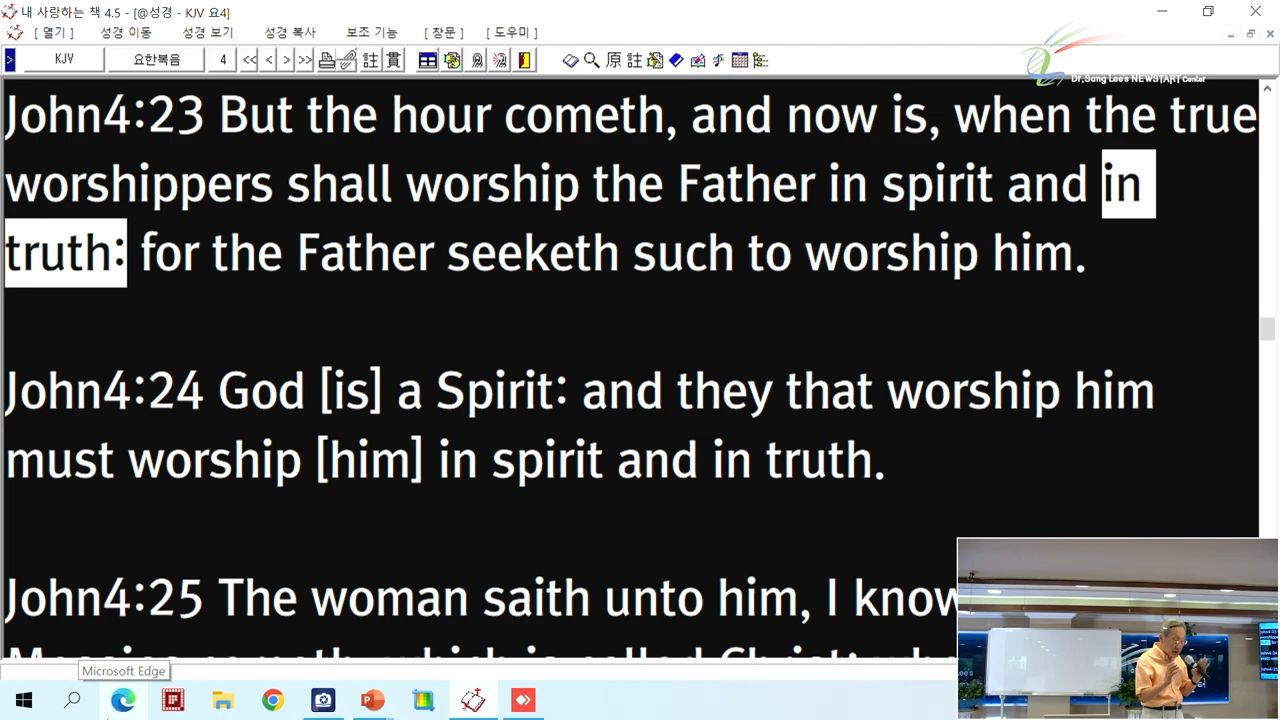 내 사랑하는 책 4.5 - [@성경 - KJV 요4]
[ 열기 ] 성경 이동 성경 보기 성경 복사 보조 기능 [ 창문 ] [ 도우미 ]
> KJV 요한복음 4 << < > >> 註 貫 原 註
Dr.Sang Lee's NEWSTART Center
John4:23 But the hour cometh, and now is, when the true
worshippers shall worship the Father in spirit and in
truth: for the Father seeketh such to worship him.
John4:24 God [is] a Spirit: and they that worship him
must worship [him] in spirit and in truth.
John4:25 The woman saith unto him, I know
Microsoft Edge